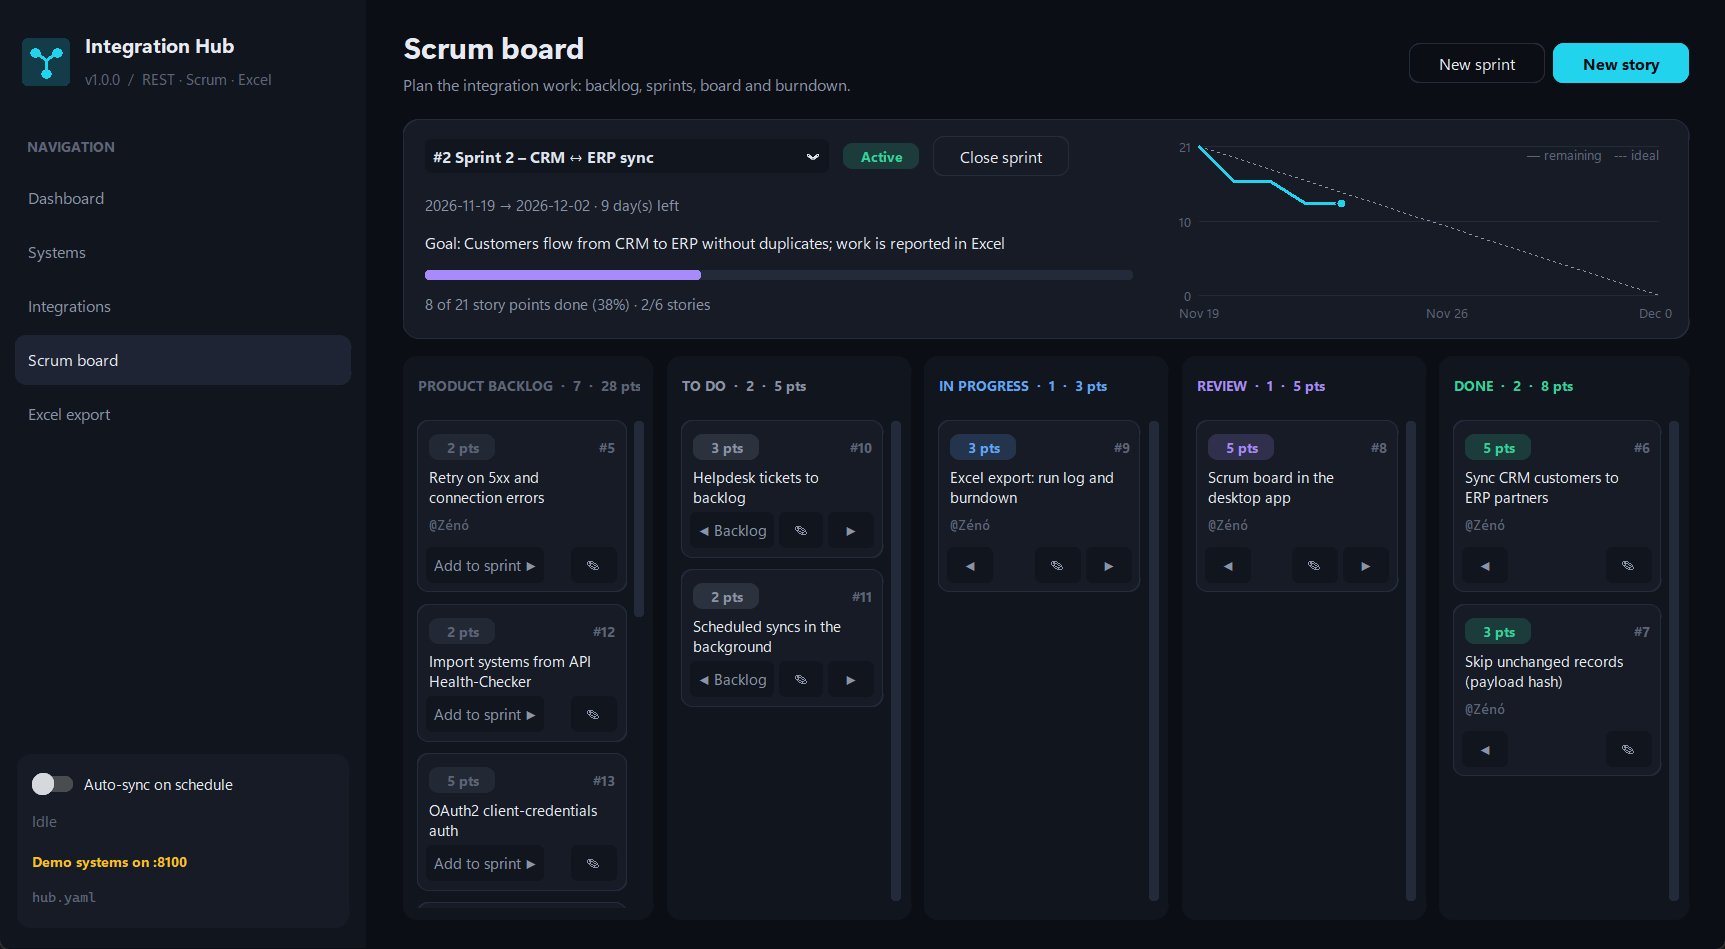 Integration Hub
v1.0.0 / REST · Scrum · Excel
NAVIGATION
Dashboard
Systems
Integrations
Scrum board
Excel export
Auto-sync on schedule
Idle
Demo systems on :8100
hub.yaml
Scrum board
Plan the integration work: backlog, sprints, board and burndown.
New sprint
New story
#2 Sprint 2 – CRM ↔ ERP sync
Active
Close sprint
2026-11-19 → 2026-12-02 · 9 day(s) left
Goal: Customers flow from CRM to ERP without duplicates; work is reported in Excel
8 of 21 story points done (38%) · 2/6 stories
21
10
0
— remaining --- ideal
Nov 19
Nov 26
Dec 0
PRODUCT BACKLOG · 7 · 28 pts
2 pts
#5
Retry on 5xx and
connection errors
@Zénó
Add to sprint ▶
✎
2 pts
#12
Import systems from API
Health-Checker
Add to sprint ▶
✎
5 pts
#13
OAuth2 client-credentials
auth
Add to sprint ▶
✎
TO DO · 2 · 5 pts
3 pts
#10
Helpdesk tickets to
backlog
◀ Backlog
✎
▶
2 pts
#11
Scheduled syncs in the
background
◀ Backlog
✎
▶
IN PROGRESS · 1 · 3 pts
3 pts
#9
Excel export: run log and
burndown
@Zénó
◀
✎
▶
REVIEW · 1 · 5 pts
5 pts
#8
Scrum board in the
desktop app
@Zénó
◀
✎
▶
DONE · 2 · 8 pts
5 pts
#6
Sync CRM customers to
ERP partners
@Zénó
◀
✎
3 pts
#7
Skip unchanged records
(payload hash)
@Zénó
◀
✎